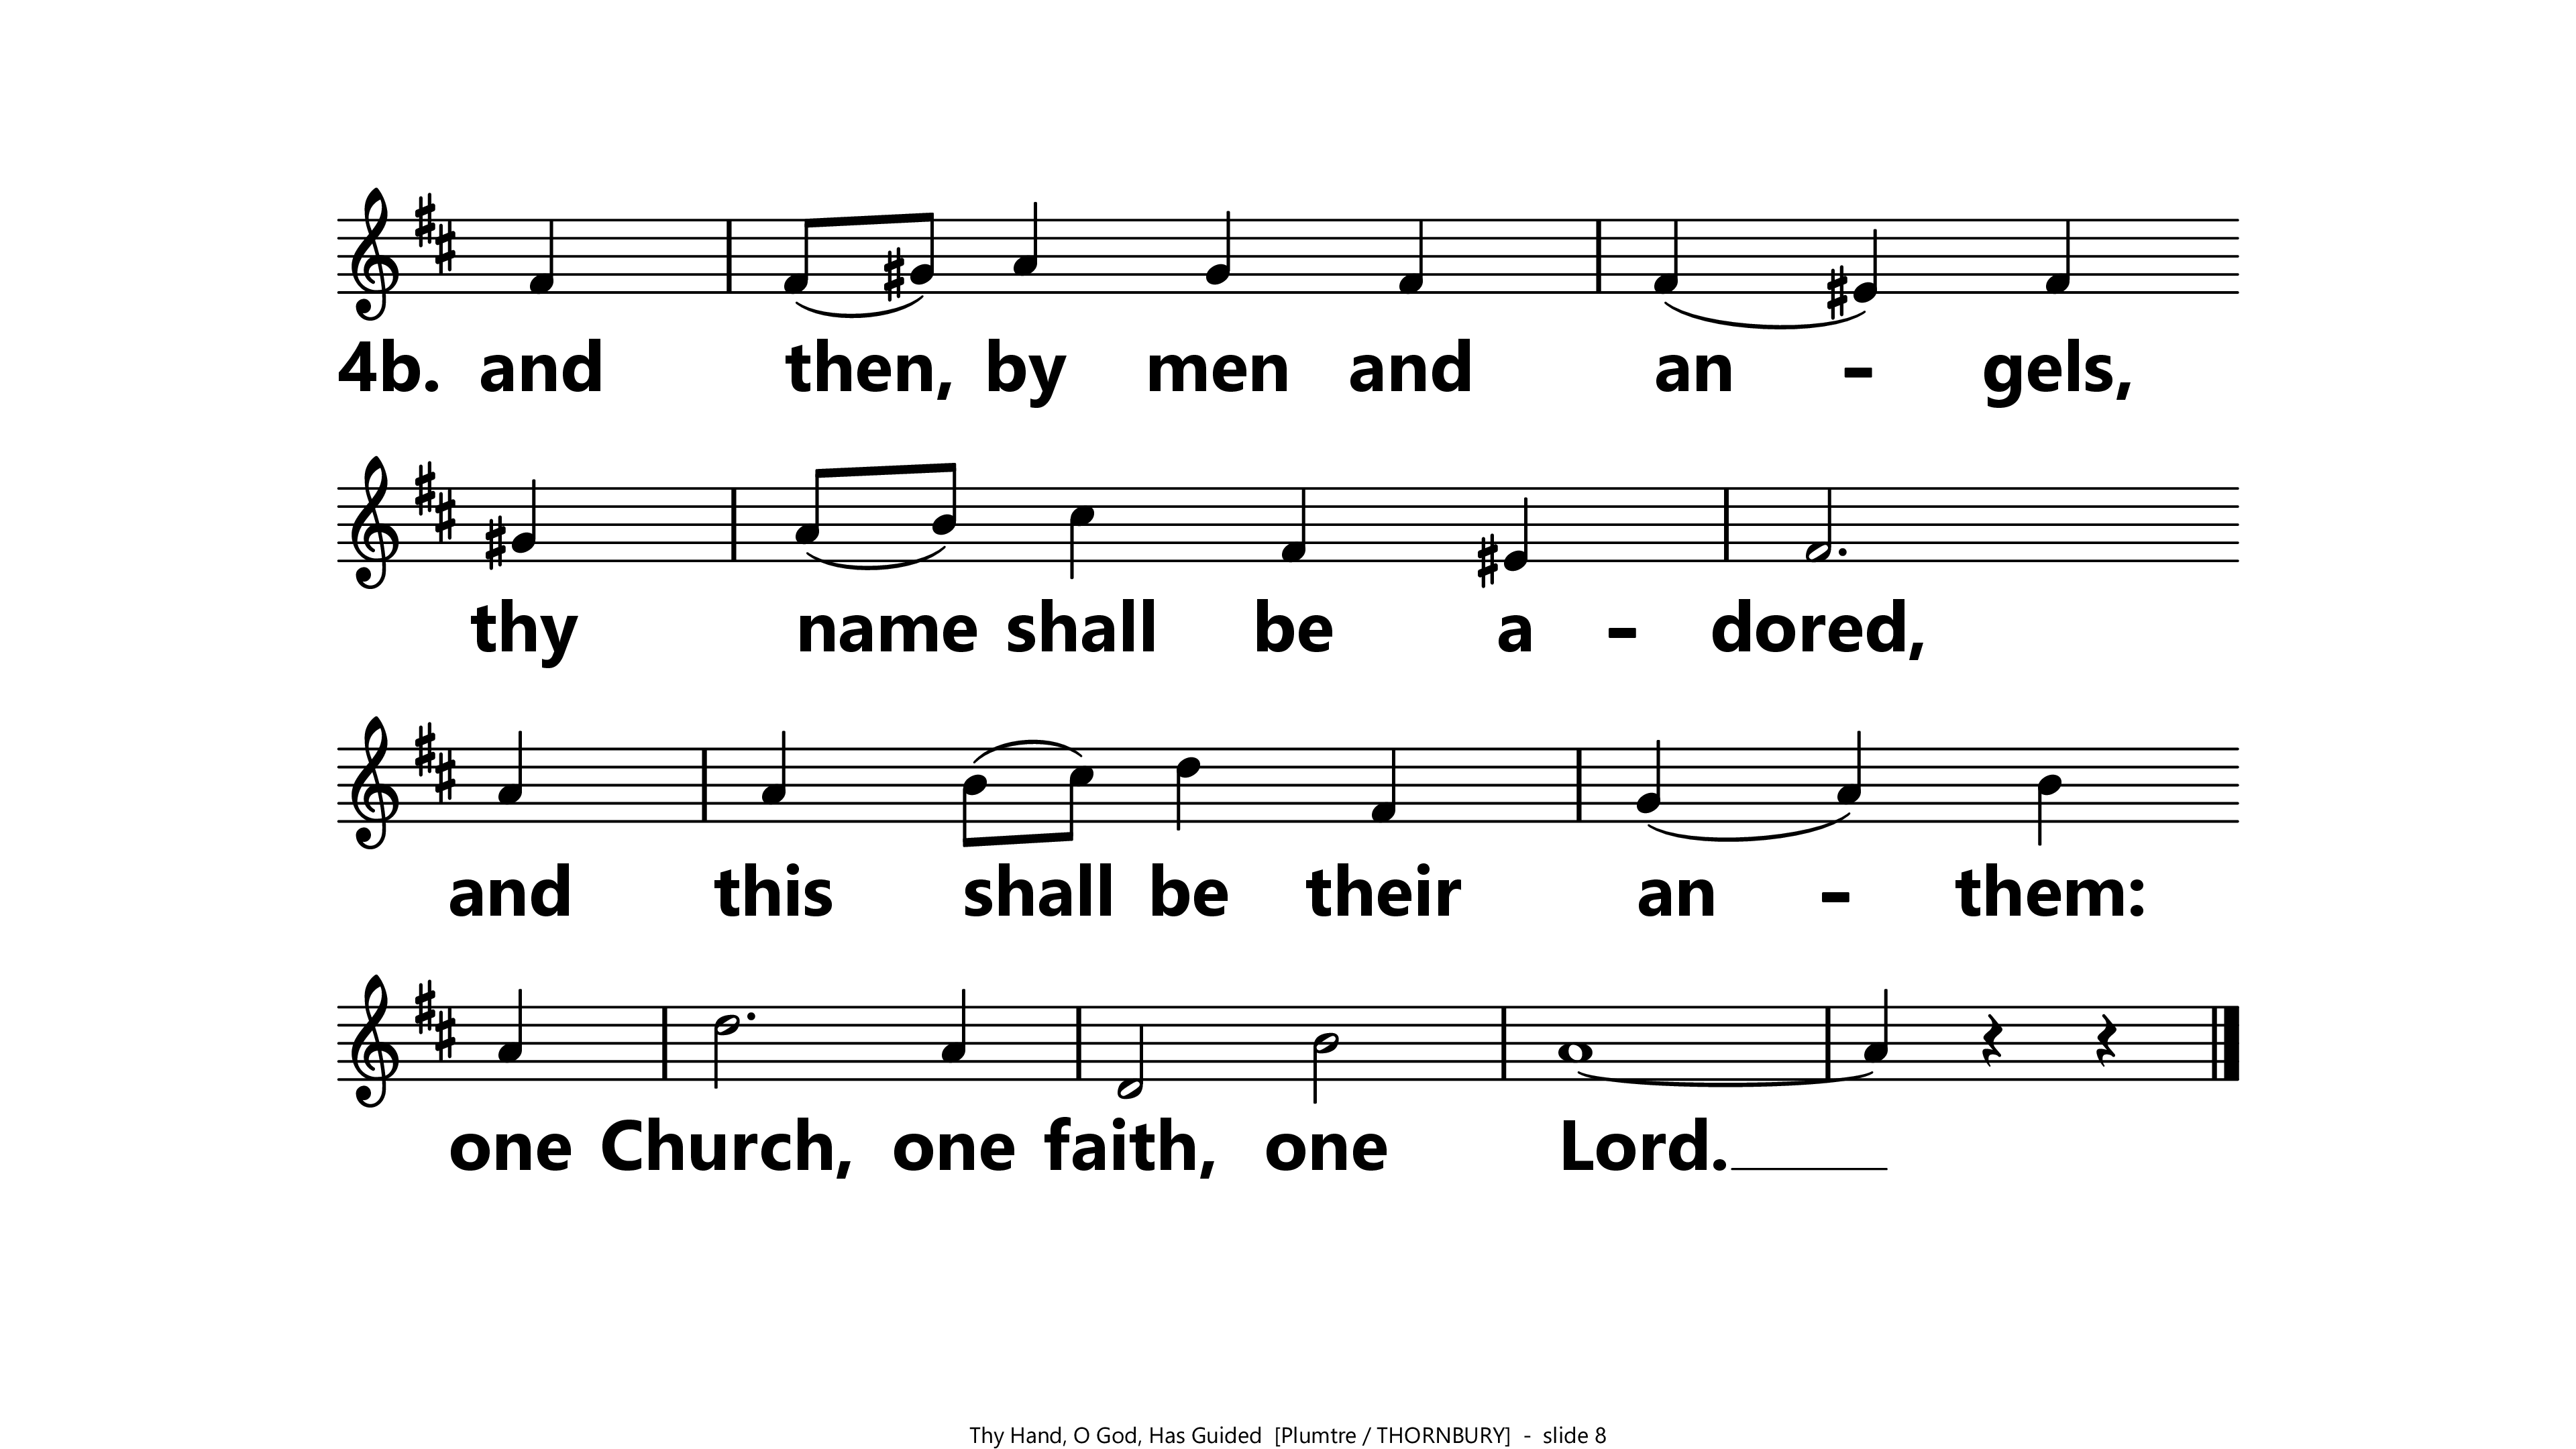 4b. and then, by men and an - gels,
thy name shall be a - dored,
and this shall be their an - them:
one Church, one faith, one Lord.
Thy Hand, O God, Has Guided [Plumtre / THORNBURY] - slide 8